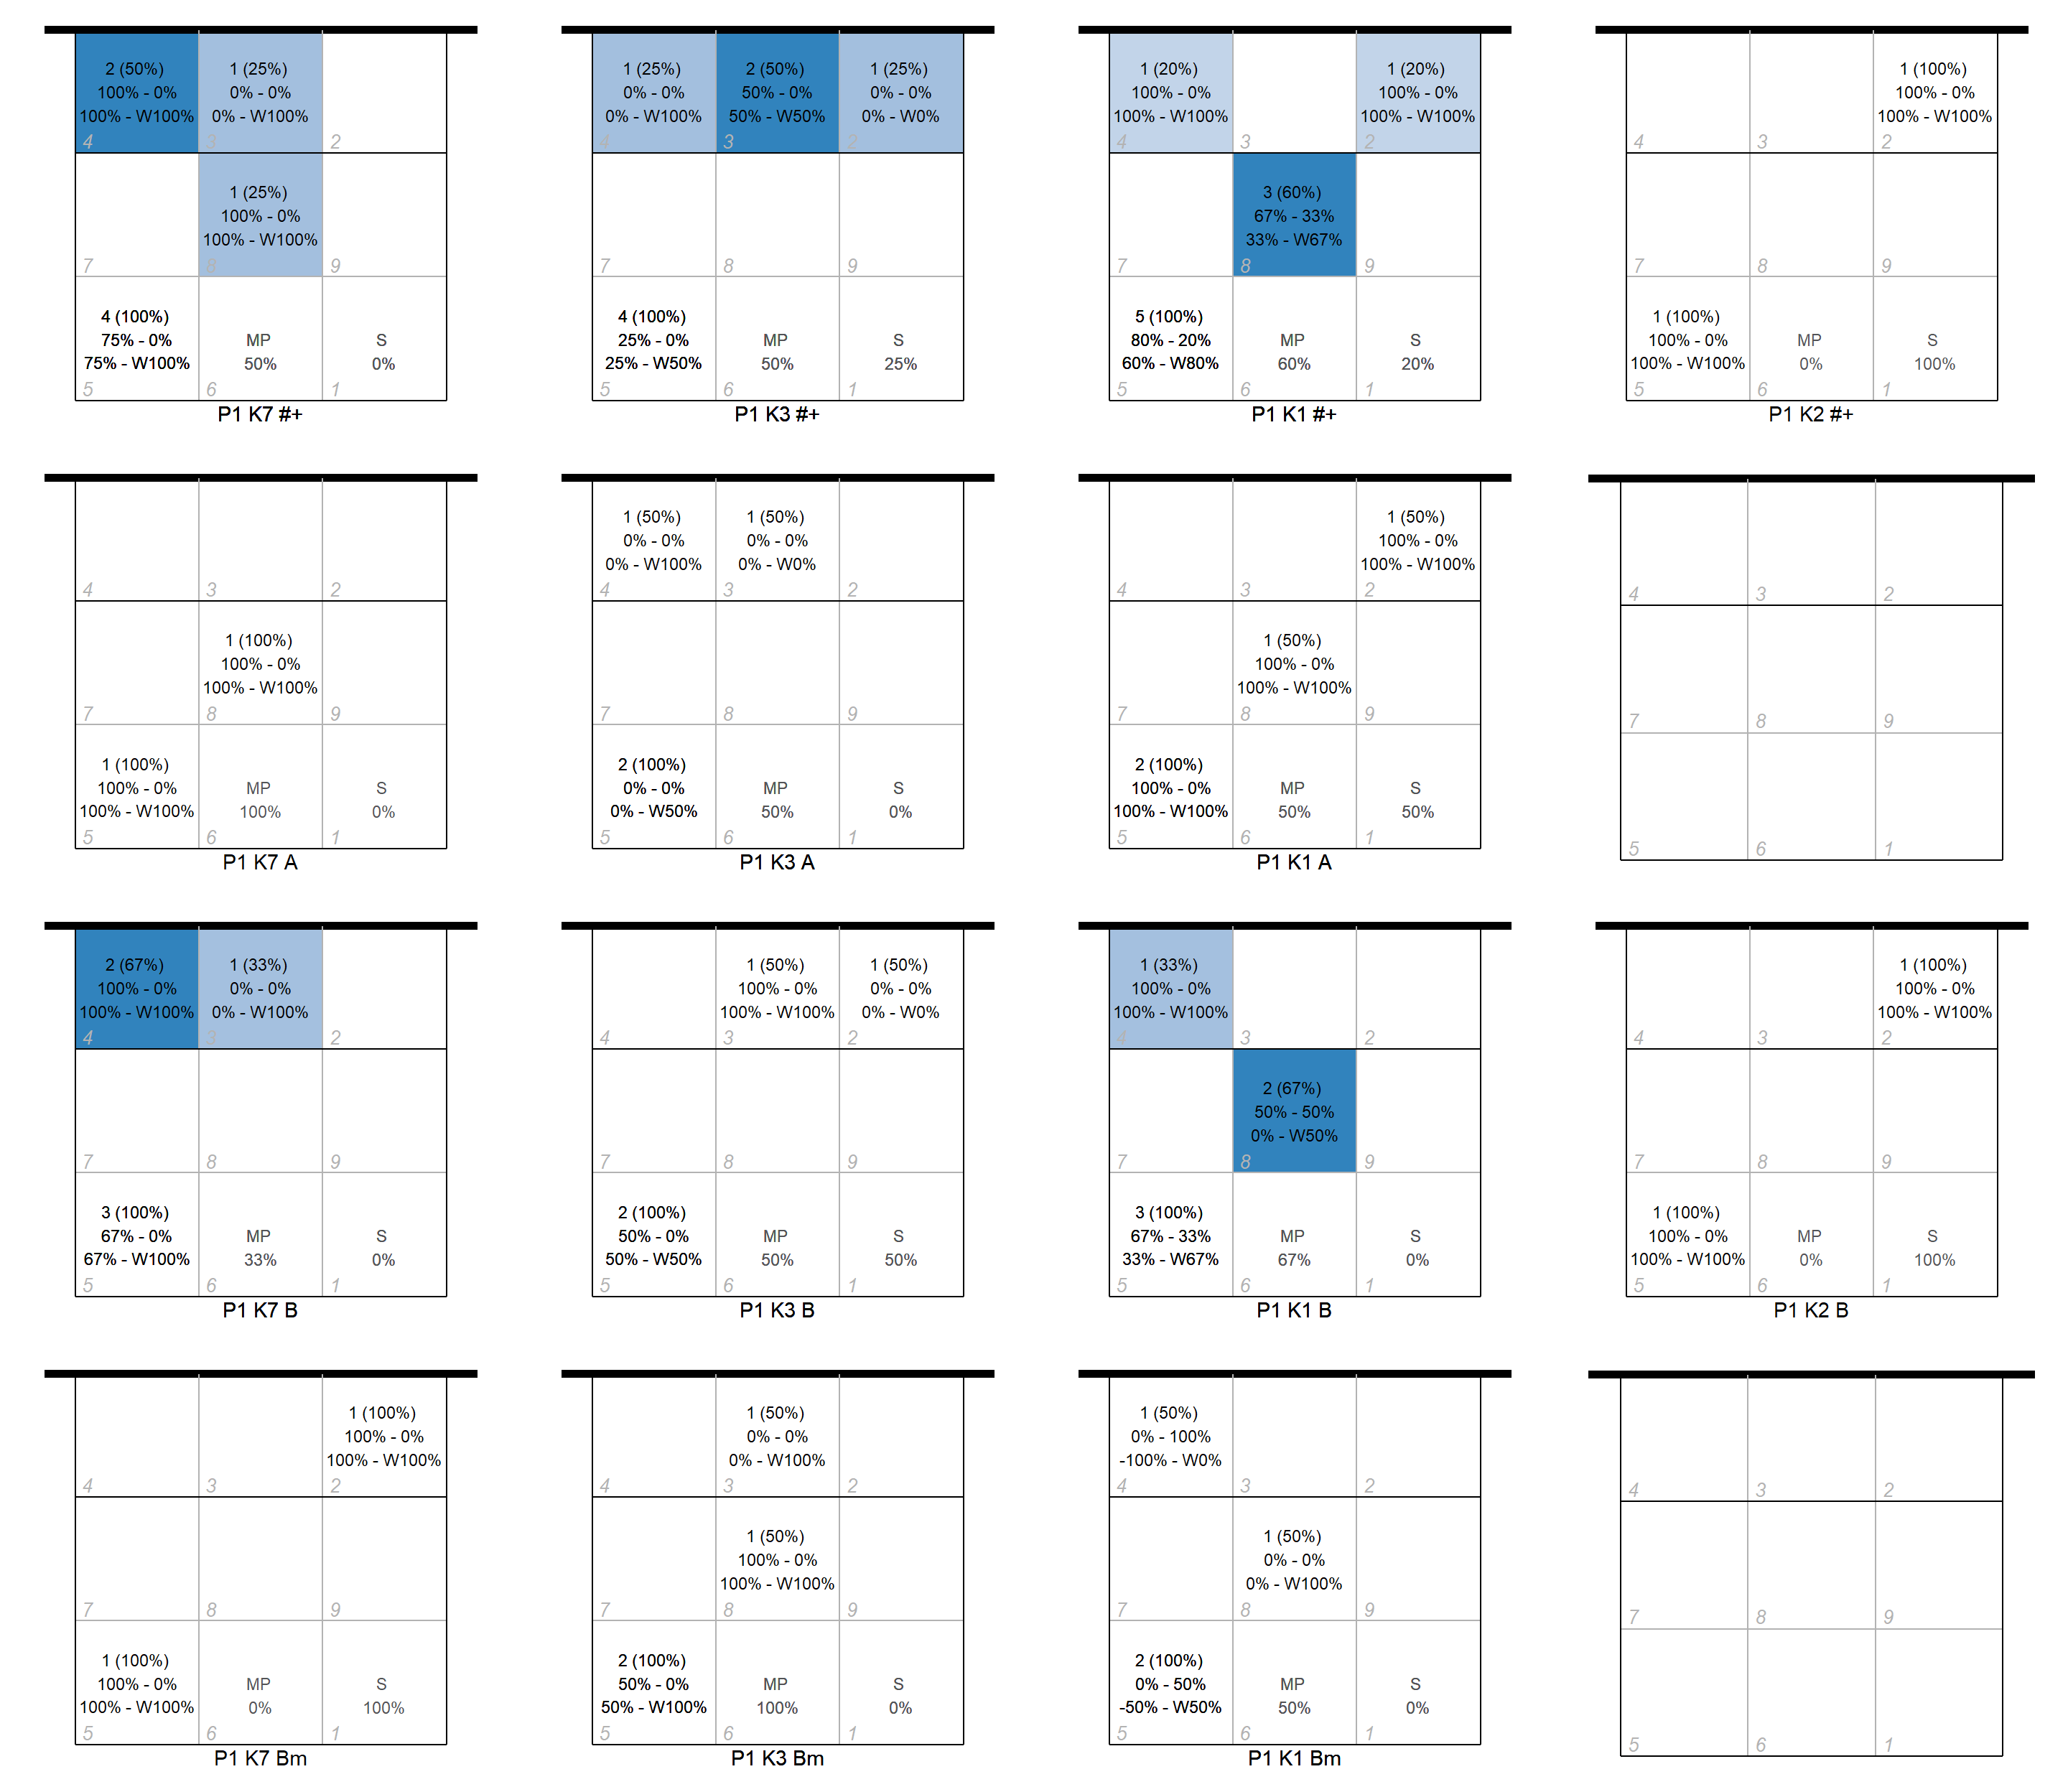 2 (50%)
100% - 0%
100% - W100%
4
1 (25%)
0% - 0%
0% - W100%
3
2
7
1 (25%)
100% - 0%
100% - W100%
8
9
4 (100%)
75% - 0%
75% - W100%
5
MP
50%
6
S
0%
1
P1 K7 #+
1 (25%)
0% - 0%
0% - W100%
4
2 (50%)
50% - 0%
50% - W50%
3
1 (25%)
0% - 0%
0% - W0%
2
7
8
9
4 (100%)
25% - 0%
25% - W50%
5
MP
50%
6
S
25%
1
P1 K3 #+
1 (20%)
100% - 0%
100% - W100%
4
3
1 (20%)
100% - 0%
100% - W100%
2
7
3 (60%)
67% - 33%
33% - W67%
8
9
5 (100%)
80% - 20%
60% - W80%
5
MP
60%
6
S
20%
1
P1 K1 #+
4
3
1 (100%)
100% - 0%
100% - W100%
2
7
8
9
1 (100%)
100% - 0%
100% - W100%
5
MP
0%
6
S
100%
1
P1 K2 #+
4
3
2
7
1 (100%)
100% - 0%
100% - W100%
8
9
1 (100%)
100% - 0%
100% - W100%
5
MP
100%
6
S
0%
1
P1 K7 A
1 (50%)
0% - 0%
0% - W100%
4
1 (50%)
0% - 0%
0% - W0%
3
2
7
8
9
2 (100%)
0% - 0%
0% - W50%
5
MP
50%
6
S
0%
1
P1 K3 A
4
3
1 (50%)
100% - 0%
100% - W100%
2
7
1 (50%)
100% - 0%
100% - W100%
8
9
2 (100%)
100% - 0%
100% - W100%
5
MP
50%
6
S
50%
1
P1 K1 A
4
3
2
7
8
9
5
6
1
2 (67%)
100% - 0%
100% - W100%
4
1 (33%)
0% - 0%
0% - W100%
3
2
7
8
9
3 (100%)
67% - 0%
67% - W100%
5
MP
33%
6
S
0%
1
P1 K7 B
4
1 (50%)
100% - 0%
100% - W100%
3
1 (50%)
0% - 0%
0% - W0%
2
7
8
9
2 (100%)
50% - 0%
50% - W50%
5
MP
50%
6
S
50%
1
P1 K3 B
1 (33%)
100% - 0%
100% - W100%
4
3
2
7
2 (67%)
50% - 50%
0% - W50%
8
9
3 (100%)
67% - 33%
33% - W67%
5
MP
67%
6
S
0%
1
P1 K1 B
4
3
1 (100%)
100% - 0%
100% - W100%
2
7
8
9
1 (100%)
100% - 0%
100% - W100%
5
MP
0%
6
S
100%
1
P1 K2 B
4
3
1 (100%)
100% - 0%
100% - W100%
2
7
8
9
1 (100%)
100% - 0%
100% - W100%
5
MP
0%
6
S
100%
1
P1 K7 Bm
4
1 (50%)
0% - 0%
0% - W100%
3
2
7
1 (50%)
100% - 0%
100% - W100%
8
9
2 (100%)
50% - 0%
50% - W100%
5
MP
100%
6
S
0%
1
P1 K3 Bm
1 (50%)
0% - 100%
-100% - W0%
4
3
2
7
1 (50%)
0% - 0%
0% - W100%
8
9
2 (100%)
0% - 50%
-50% - W50%
5
MP
50%
6
S
0%
1
P1 K1 Bm
4
3
2
7
8
9
5
6
1